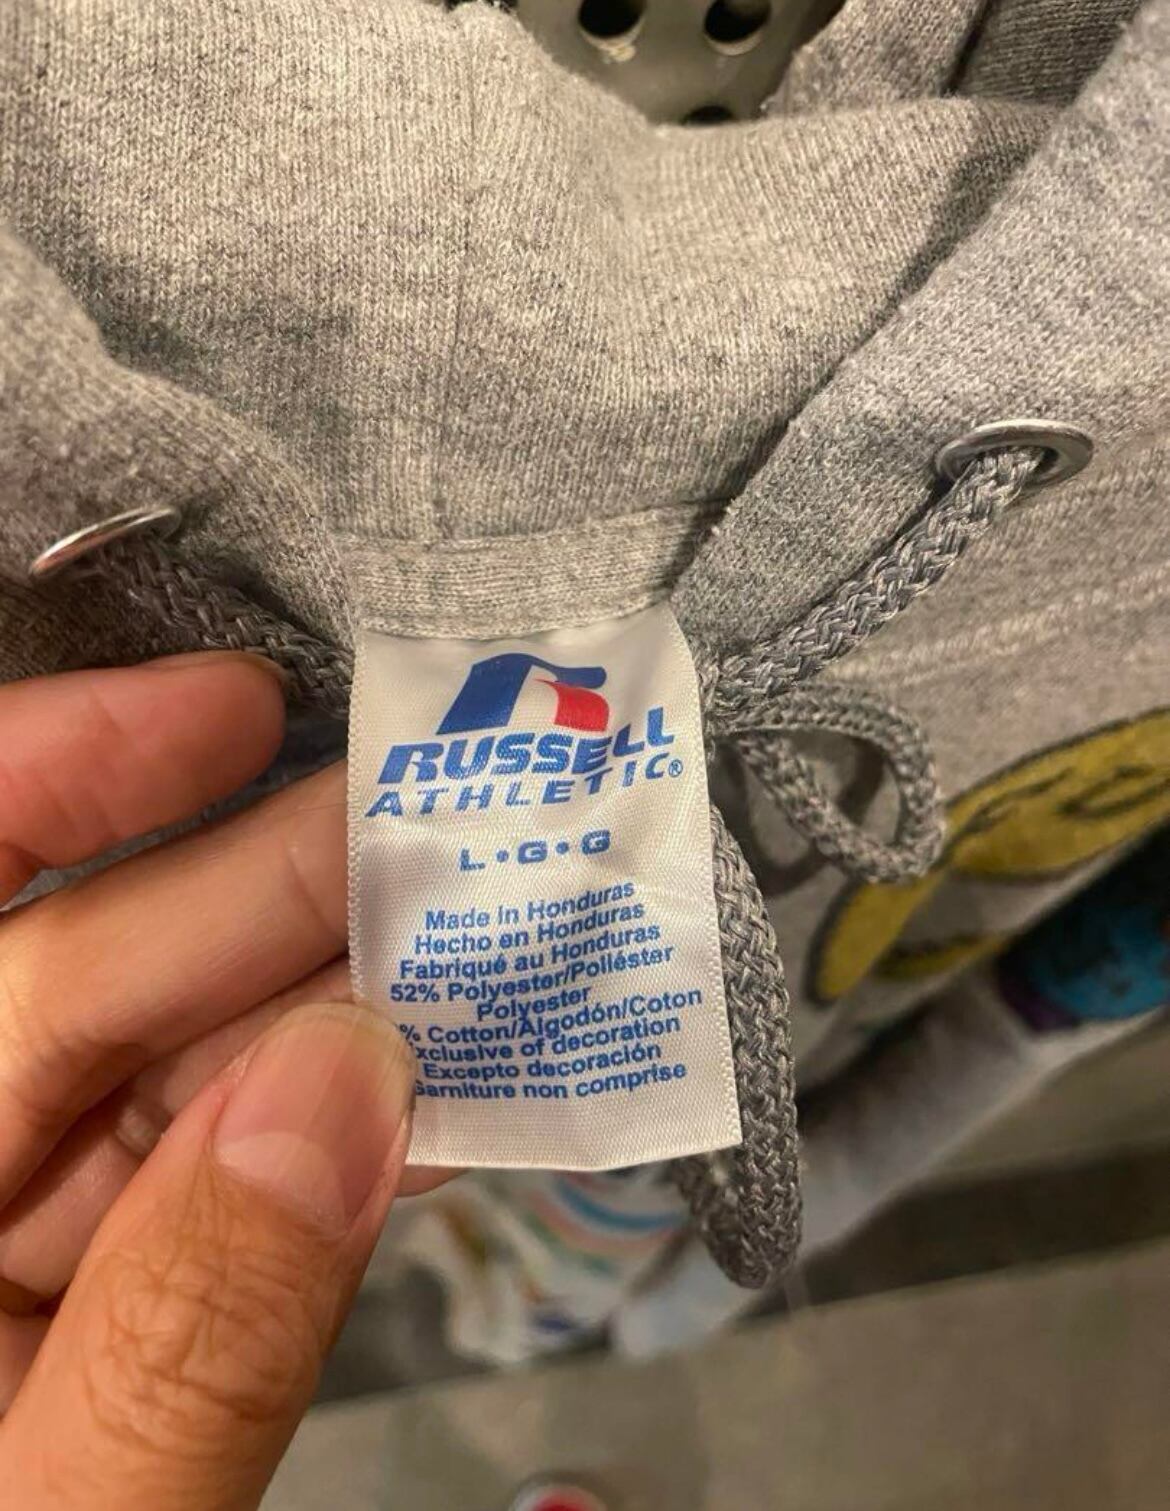 RUSSELL
ATHLETIC®
L•G•G
Made in Honduras
Hecho en Honduras
Fabriqué au Honduras
52% Polyester/Poliéster
Polyester
% Cotton/Algodón/Coton
xclusive of decoration
Excepto decoración
Garniture non comprise